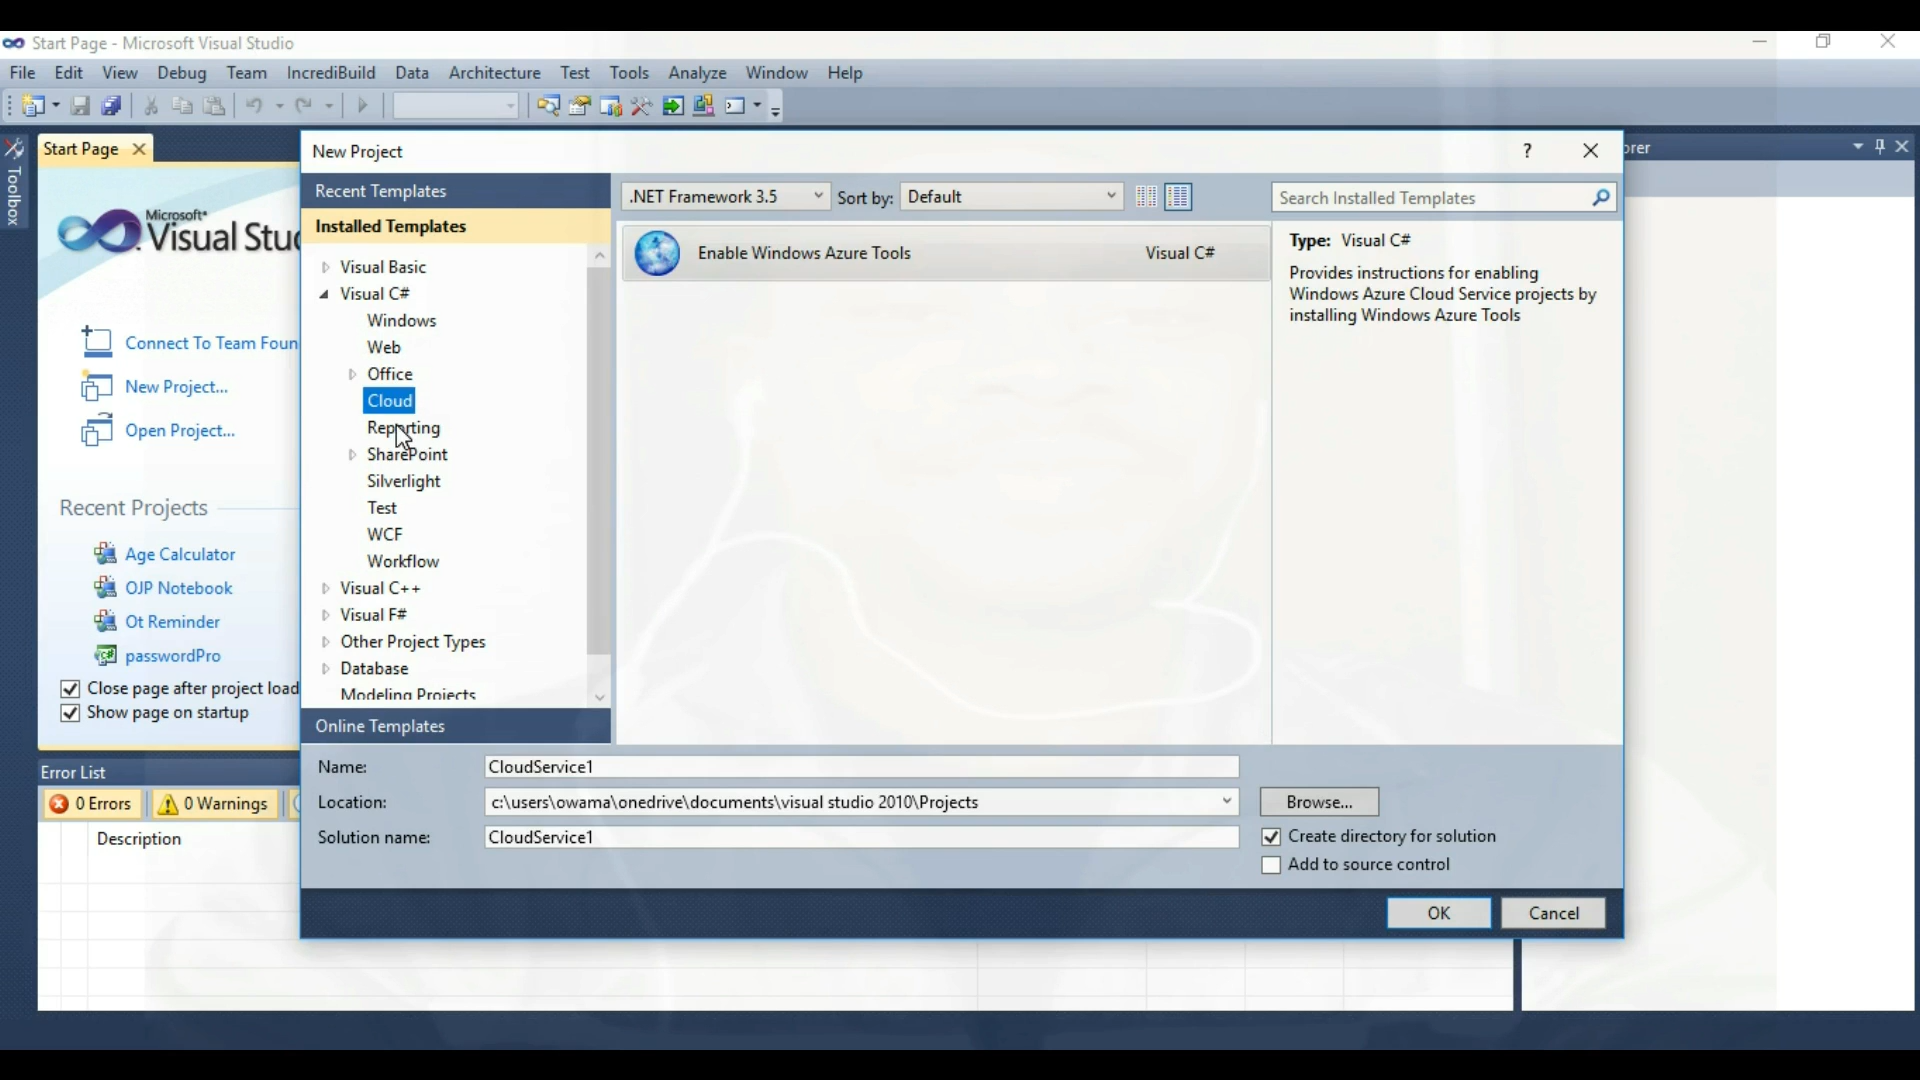 Start Page - Microsoft Visual Studio
File Edit View Debug Team IncrediBuild Data Architecture Test Tools Analyze Window Help
Toolbox
Start Page
Microsoft
Visual Stu
Connect To Team Foun
New Project...
Open Project...
Recent Projects
Age Calculator
OJP Notebook
Ot Reminder
passwordPro
Close page after project load
Show page on startup
Error List
0 Errors 0 Warnings
Description
orer
New Project
?
Recent Templates
Installed Templates
Visual Basic
Visual C#
Windows
Web
Office
Cloud
Reporting
SharePoint
Silverlight
Test
WCF
Workflow
Visual C++
Visual F#
Other Project Types
Database
Modeling Projects
Online Templates
.NET Framework 3.5 Sort by: Default
Search Installed Templates
Enable Windows Azure Tools Visual C#
Type: Visual C#
Provides instructions for enabling
Windows Azure Cloud Service projects by
installing Windows Azure Tools
Name: CloudService1
Location: c:\users\owama\onedrive\documents\visual studio 2010\Projects
Browse...
Solution name: CloudService1
Create directory for solution
Add to source control
OK Cancel